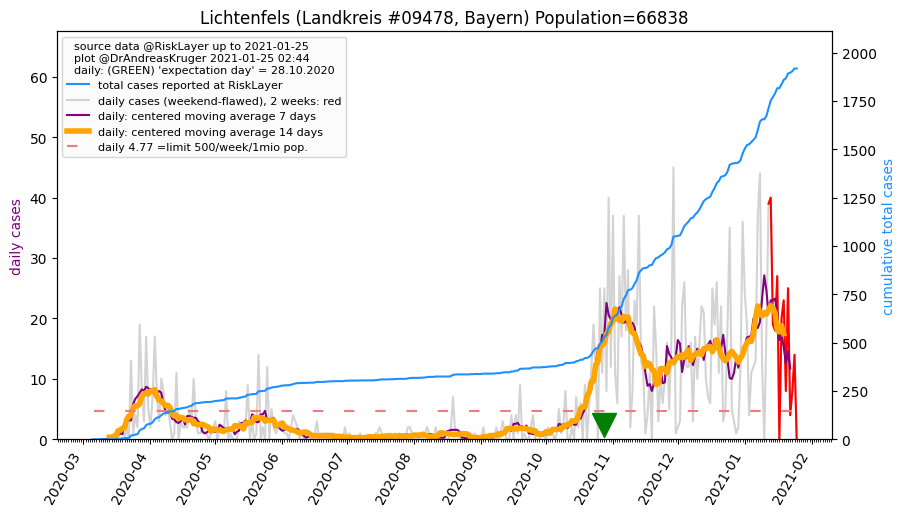 Lichtenfels (Landkreis #09478, Bayern) Population=66838
source data @RiskLayer up to 2021-01-25
plot @DrAndreasKruger 2021-01-25 02:44
daily: (GREEN) 'expectation day' = 28.10.2020
total cases reported at RiskLayer
daily cases (weekend-flawed), 2 weeks: red
daily: centered moving average 7 days
daily: centered moving average 14 days
daily 4.77 =limit 500/week/1mio pop.
daily cases
60
50
40
30
20
10
0
2000
1750
1500
1250
1000
750
500
250
0
cumulative total cases
2020-03
2020-04
2020-05
2020-06
2020-07
2020-08
2020-09
2020-10
2020-11
2020-12
2021-01
2021-02